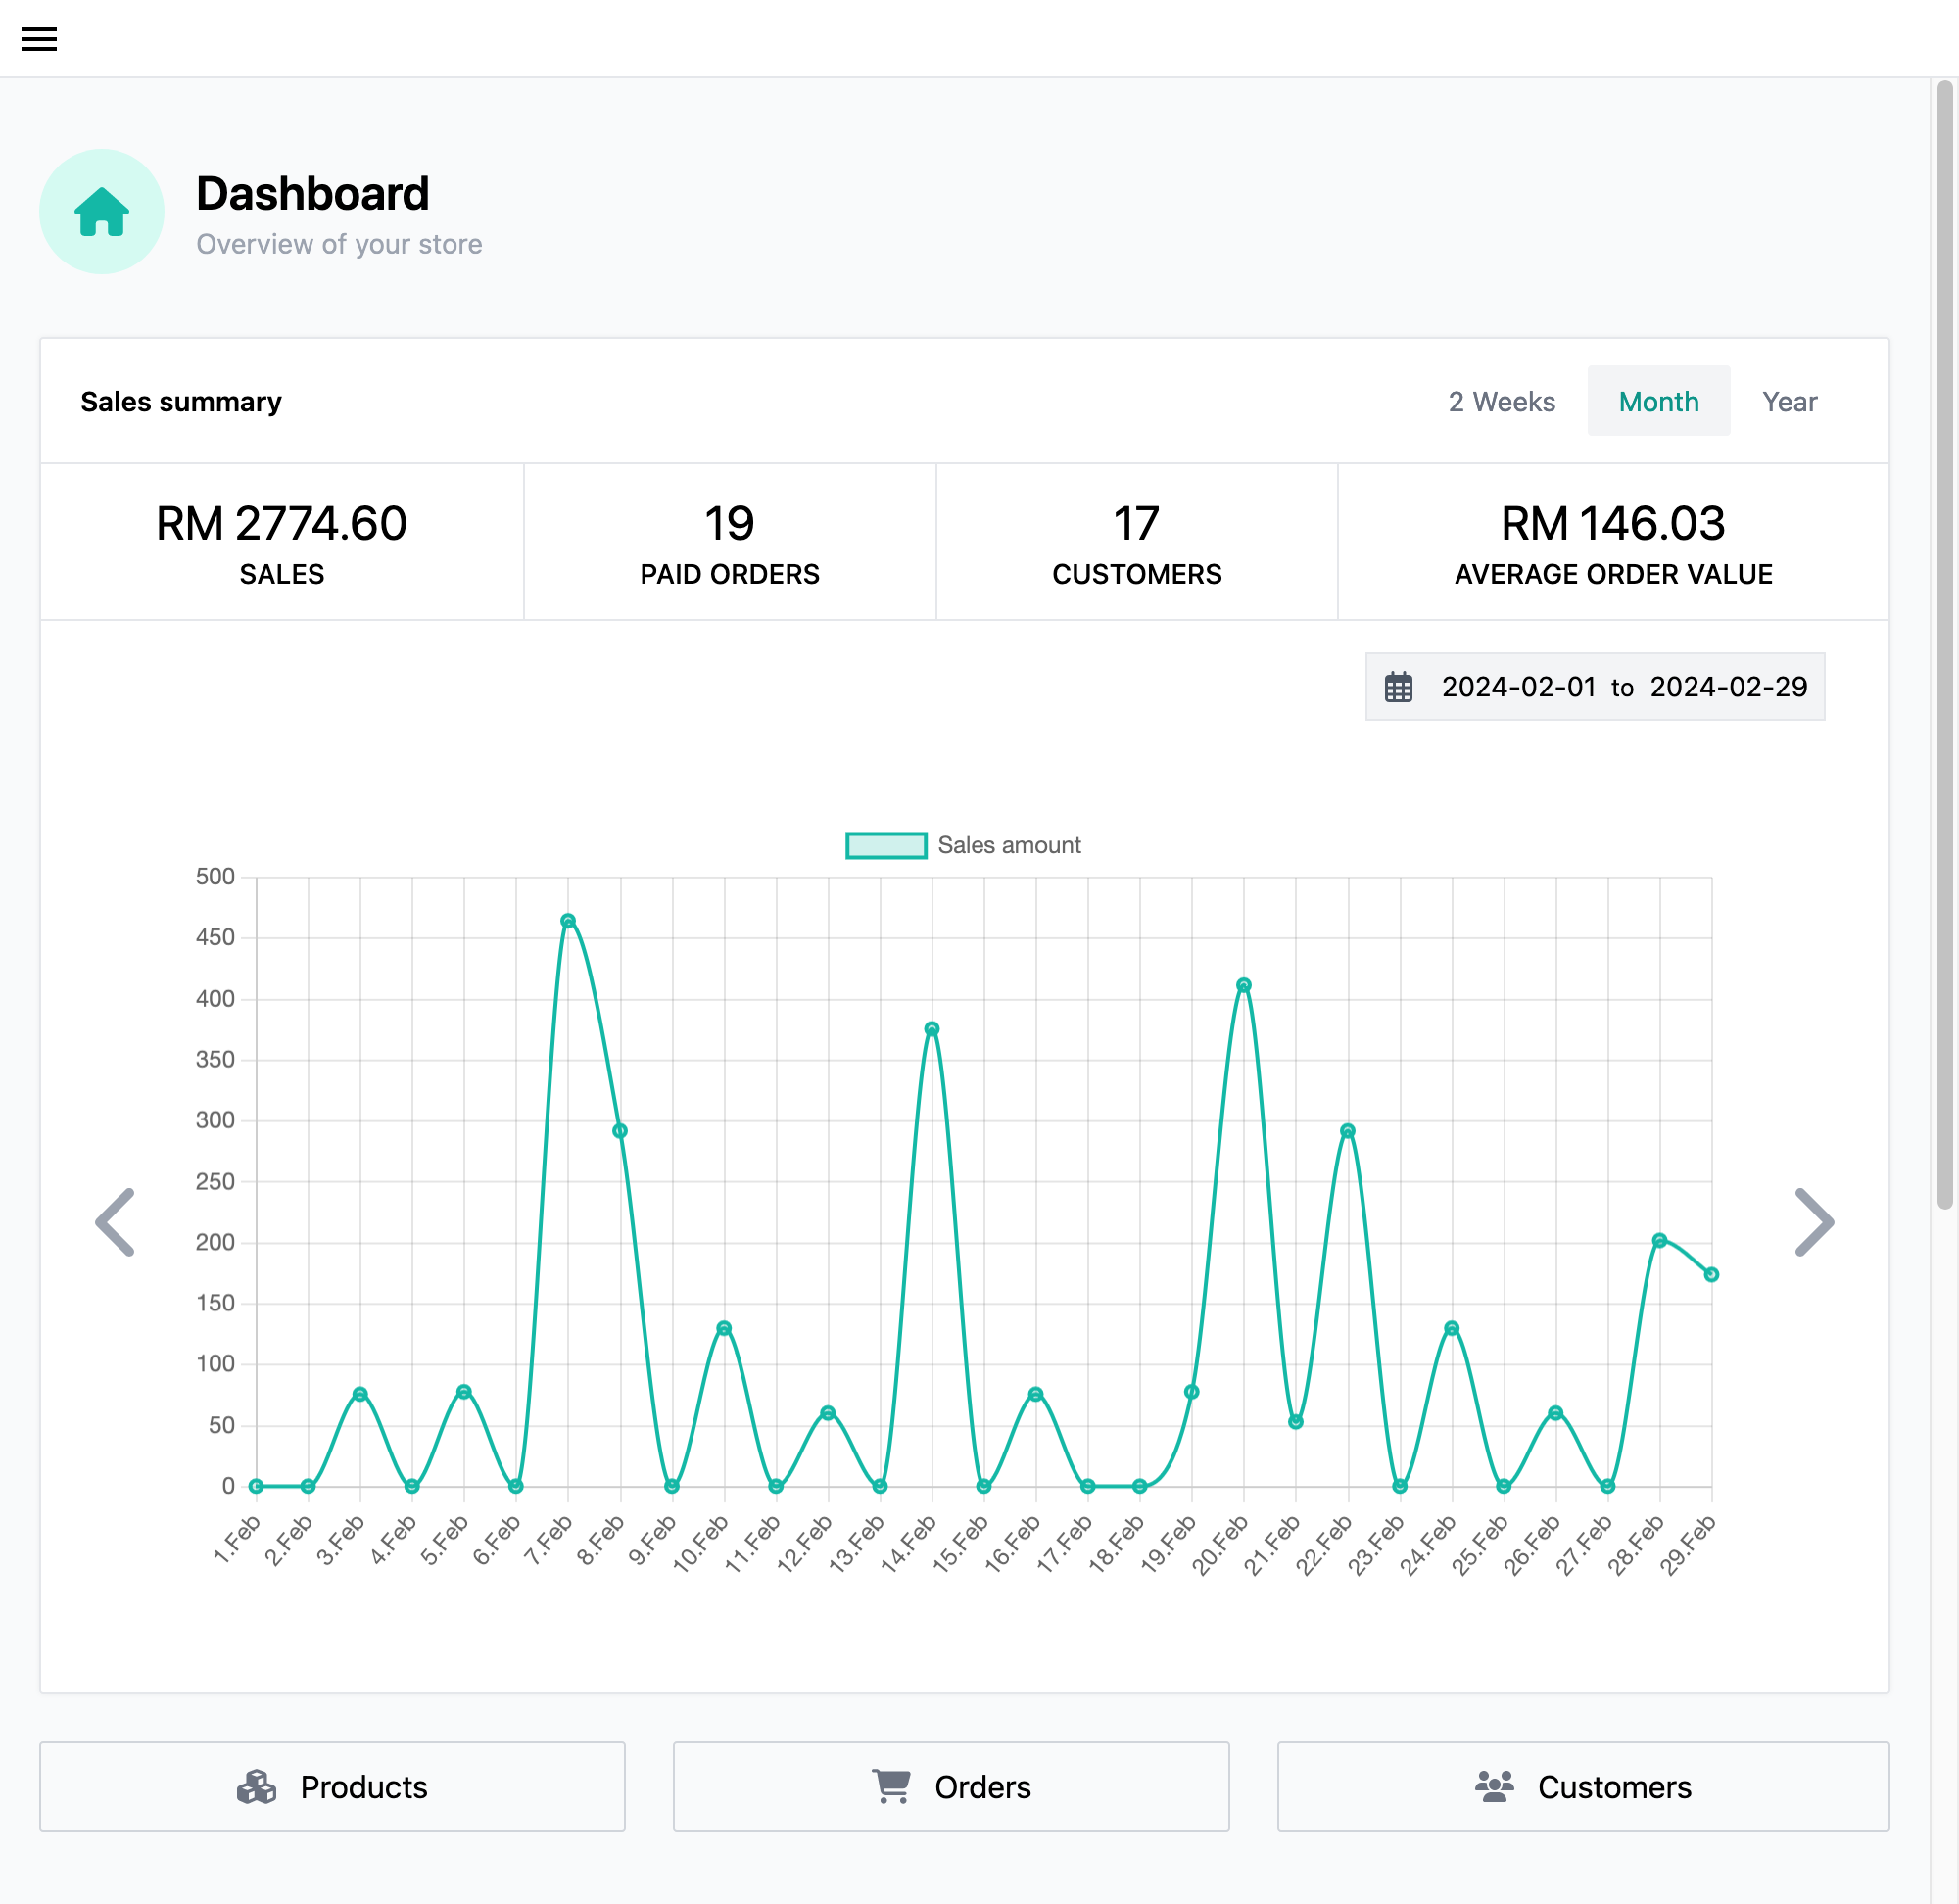 Dashboard
Overview of your store
Sales summary
2 Weeks Month Year
RM 2774.60 19 17 RM 146.03
SALES PAID ORDERS CUSTOMERS AVERAGE ORDER VALUE
2024-02-01 to 2024-02-29
Sales amount
500
450
400
350
300
250
200
150
100
50
0
1.Feb 2.Feb 3.Feb 4.Feb 5.Feb 6.Feb 7.Feb 8.Feb 9.Feb 10.Feb 11.Feb 12.Feb 13.Feb 14.Feb 15.Feb 16.Feb 17.Feb 18.Feb 19.Feb 20.Feb 21.Feb 22.Feb 23.Feb 24.Feb 25.Feb 26.Feb 27.Feb 28.Feb 29.Feb
Products Orders Customers